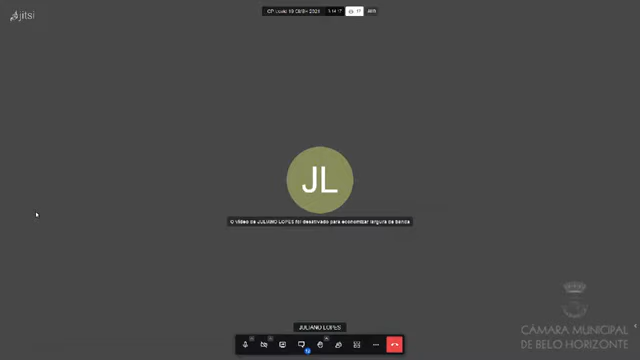 jitsi
17
JL
O vídeo de JULIANO LOPES foi desativado para economizar largura de banda
JULIANO LOPES
CÂMARA MUNICIPAL
DE BELO HORIZONTE